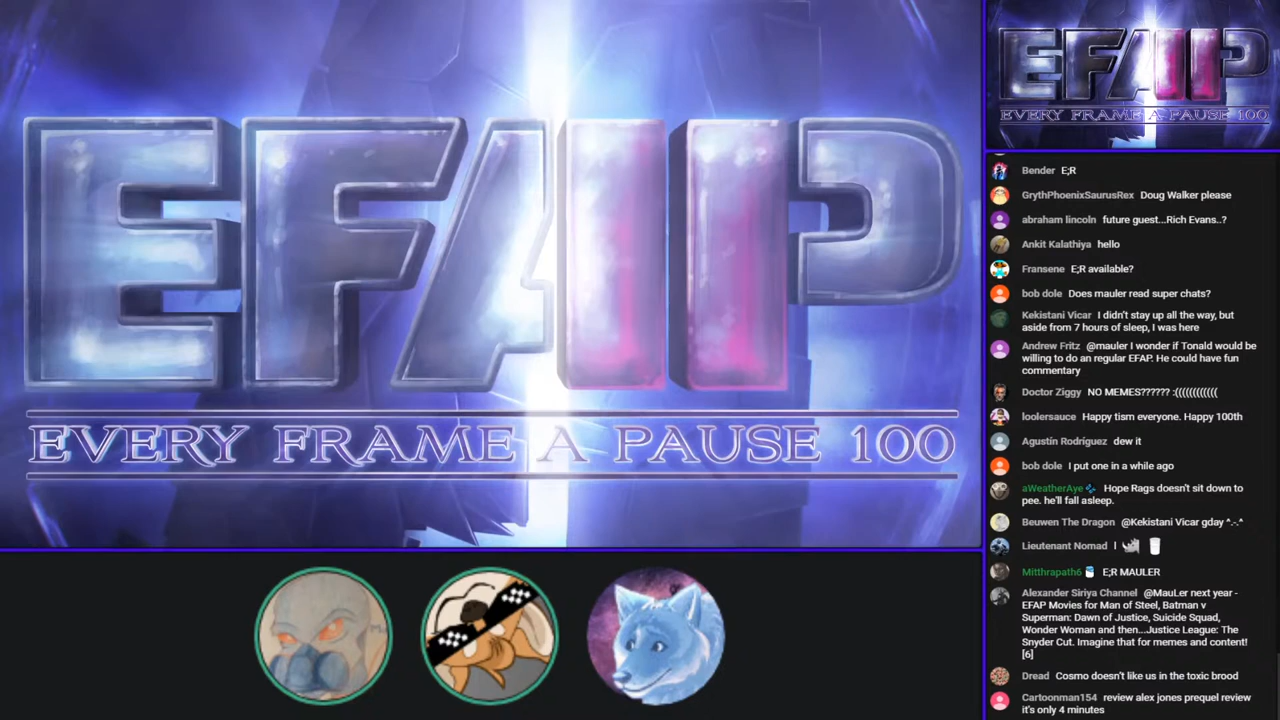 EFAIIP
EVERY FRAME A PAUSE 100
EFAIIP
EVERY FRAME A PAUSE 100
Bender E;R
GrythPhoenixSaurusRex Doug Walker please
abraham lincoln future guest...Rich Evans..?
Ankit Kalathiya hello
Fransene E;R available?
bob dole Does mauler read super chats?
Kekistani Vicar I didn't stay up all the way, but
aside from 7 hours of sleep, I was here
Andrew Fritz @mauler I wonder if Tonald would be
willing to do an regular EFAP. He could have fun
commentary
Doctor Ziggy NO MEMES?????? :((((((((((((
loolersauce Happy tism everyone. Happy 100th
Agustín Rodríguez dew it
bob dole I put one in a while ago
aWeatherAye Hope Rags doesn't sit down to
pee. he'll fall asleep.
Beuwen The Dragon @Kekistani Vicar gday ^.-.^
Lieutenant Nomad I
Mitthrapath6 E;R MAULER
Alexander Siriya Channel @MauLer next year -
EFAP Movies for Man of Steel, Batman v
Superman: Dawn of Justice, Suicide Squad,
Wonder Woman and then...Justice League: The
Snyder Cut. Imagine that for memes and content!
[6]
Dread Cosmo doesn't like us in the toxic brood
Cartoonman154 review alex jones prequel review
it's only 4 minutes